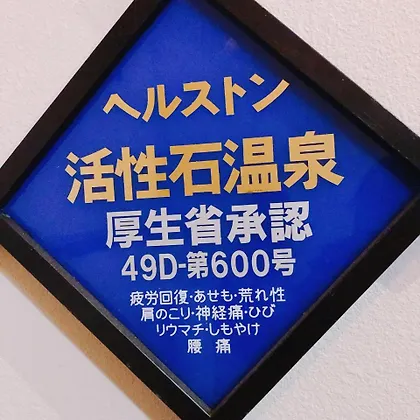 ヘルストン
活性石温泉
厚生省承認
49D-第600号
疲労回復・あせも・荒れ性
肩のこり・神経痛・ひび
リウマチ・しもやけ
腰 痛